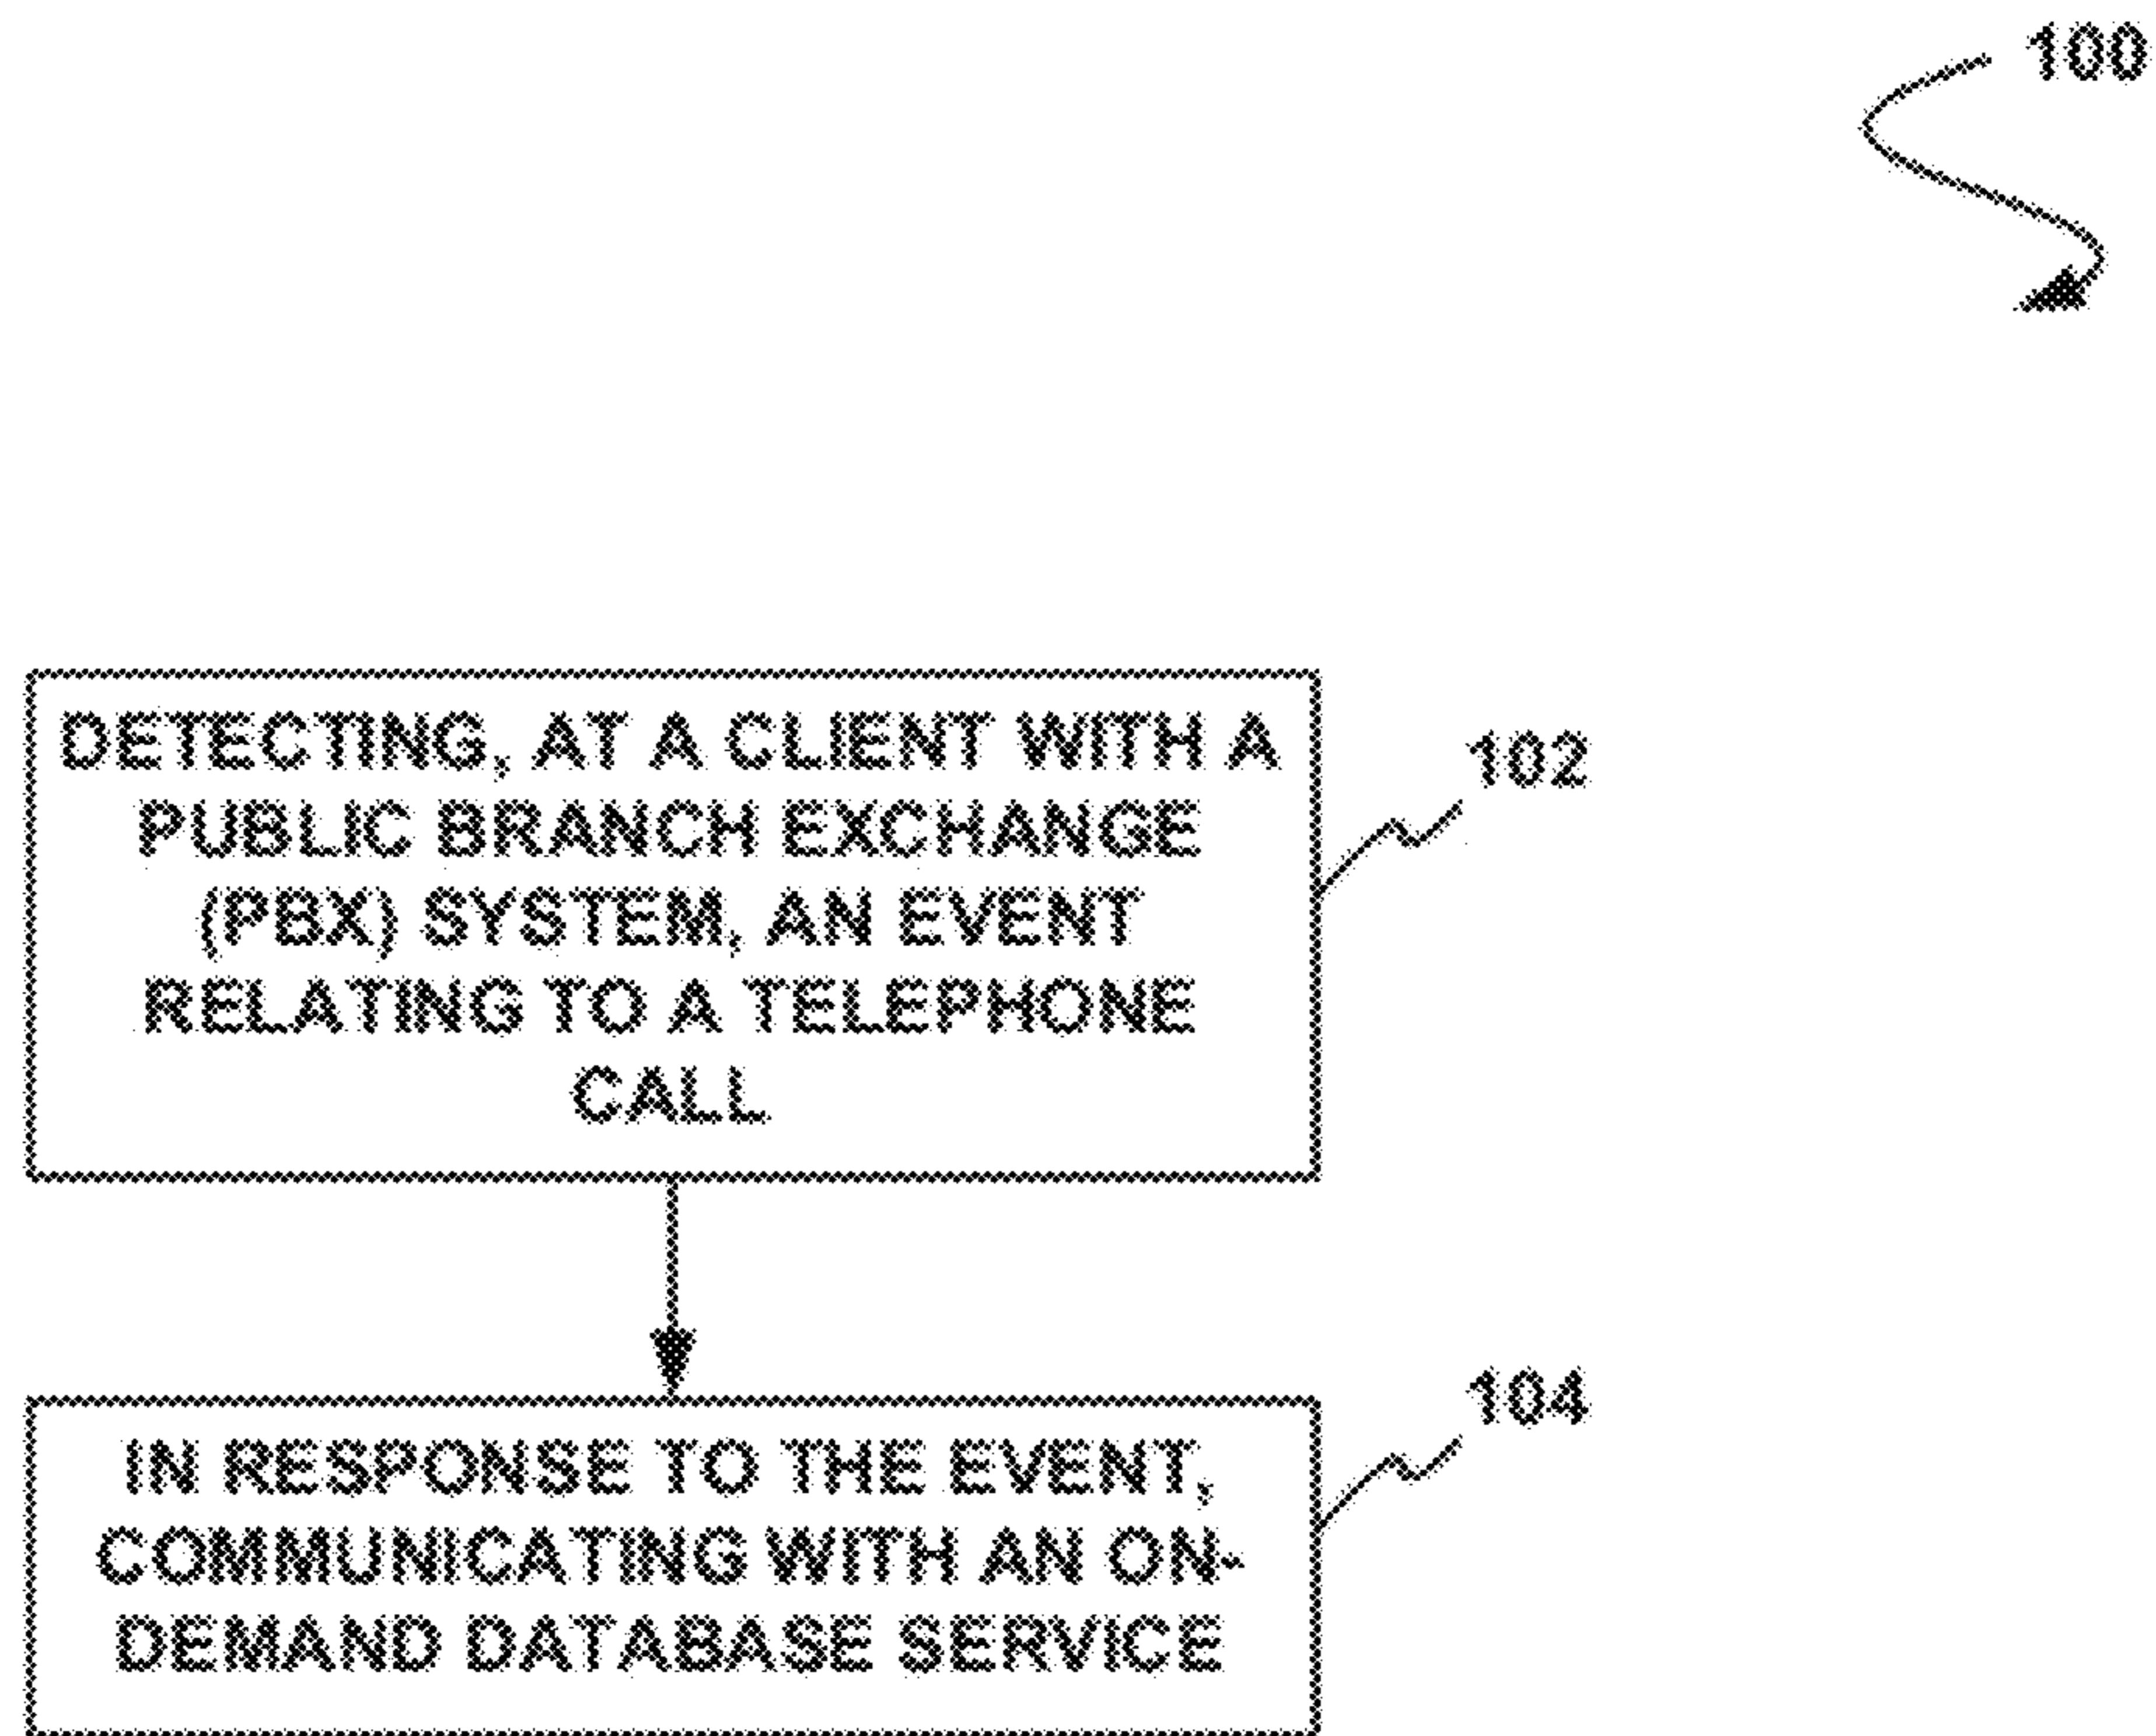 100
DETECTING, AT A CLIENT WITH A
PUBLIC BRANCH EXCHANGE
(PBX) SYSTEM, AN EVENT
RELATING TO A TELEPHONE
CALL
102
IN RESPONSE TO THE EVENT,
COMMUNICATING WITH AN ON-
DEMAND DATABASE SERVICE
104